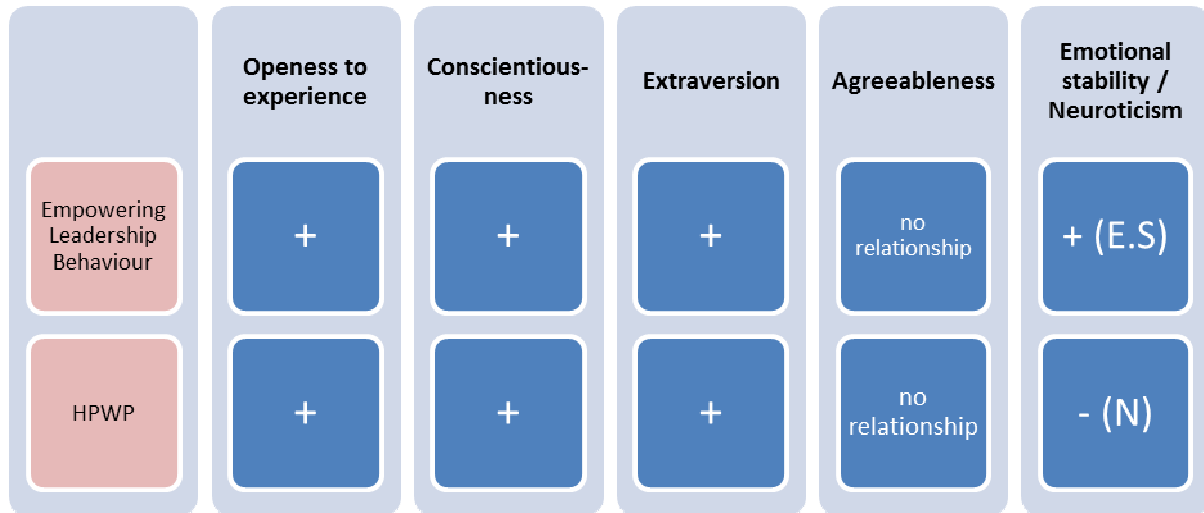 Openess to
experience
Conscientious-
ness
Extraversion
Agreeableness
Emotional
stability /
Neuroticism
Empowering
Leadership
Behaviour
+
+
+
no
relationship
+ (E.S)
HPWP
+
+
+
no
relationship
- (N)